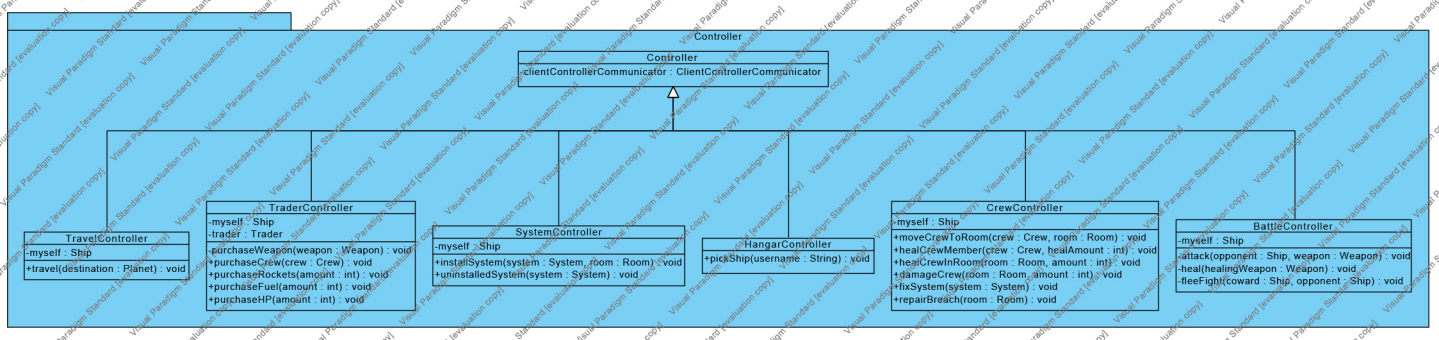 Controller
Controller
-clientControllerCommunicator : ClientControllerCommunicator
TravelController
-myself : Ship
+travel(destination : Planet) : void
TraderController
-myself : Ship
-trader : Trader
-purchaseWeapon(weapon : Weapon) : void
+purchaseCrew(crew : Crew) : void
+purchaseRockets(amount : int) : void
+purchaseFuel(amount : int) : void
+purchaseHP(amount : int) : void
SystemController
-myself : Ship
+installSystem(system : System, room : Room) : void
+uninstalledSystem(system : System) : void
HangarController
+pickShip(username : String) : void
CrewController
-myself : Ship
+moveCrewToRoom(crew : Crew, room : Room) : void
+healCrewMember(crew : Crew, healAmount : int) : void
+healCrewInRoom(room : Room, amount : int) : void
+damageCrew(room : Room, amount : int) : void
+fixSystem(system : System) : void
+repairBreach(room : Room) : void
BattleController
-myself : Ship
-attack(opponent : Ship, weapon : Weapon) : void
-heal(healingWeapon : Weapon) : void
-fleeFight(coward : Ship, opponent : Ship) : void
Visual Paradigm Standard [evaluation copy]